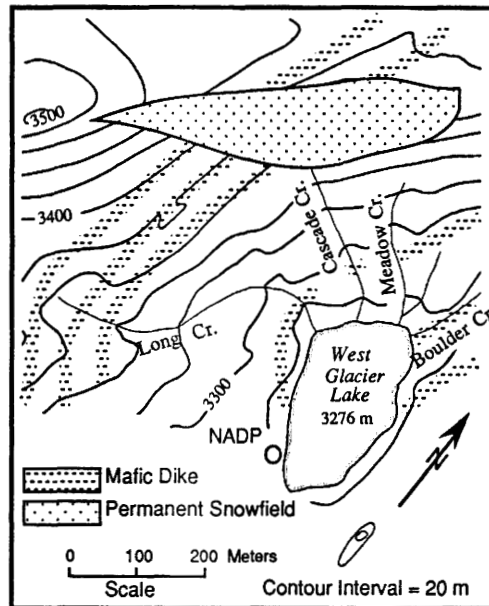 3500
3400
Cascade Cr.
Meadow Cr.
Long Cr.
Boulder Cr.
West
Glacier
Lake
3276 m
3300
NADP
N
Mafic Dike
Permanent Snowfield
0 100 200 Meters
Scale
Contour Interval = 20 m